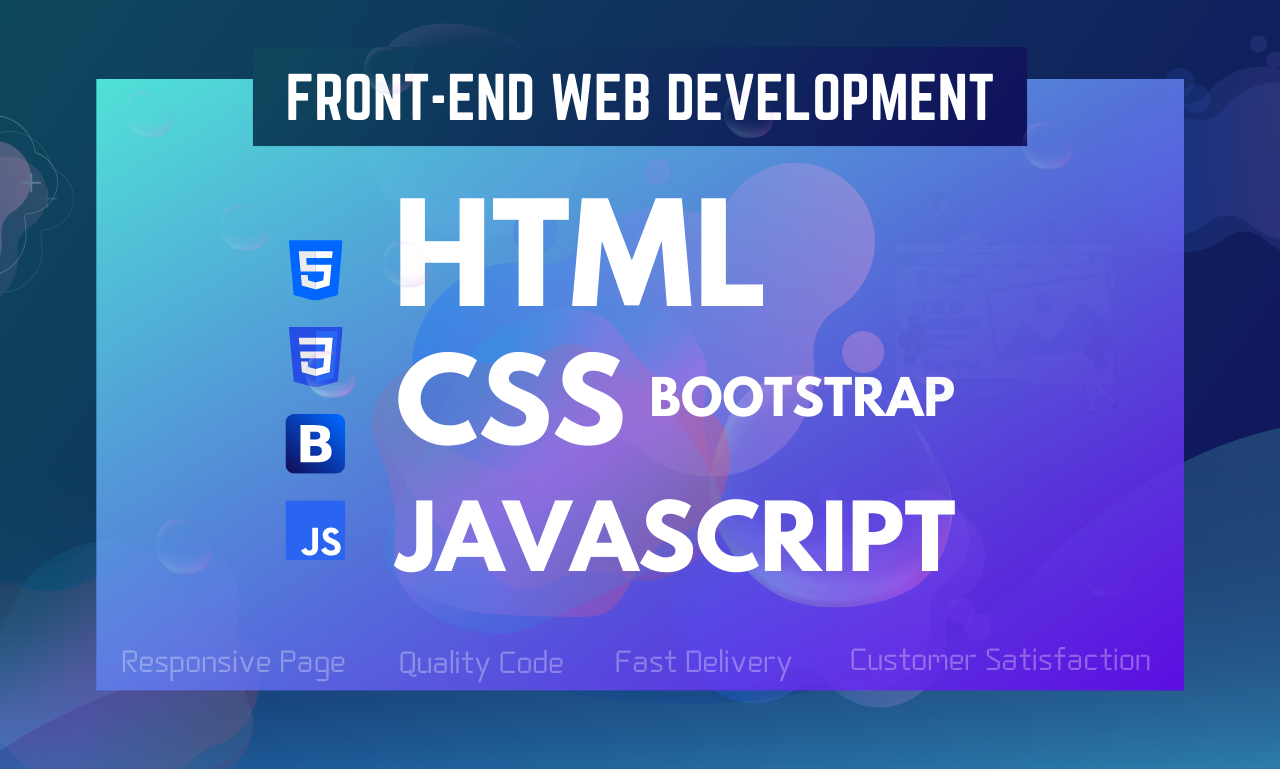 FRONT-END WEB DEVELOPMENT
HTML
5
CSS BOOTSTRAP
3
B
JAVASCRIPT
JS
Responsive Page Quality Code Fast Delivery Customer Satisfaction